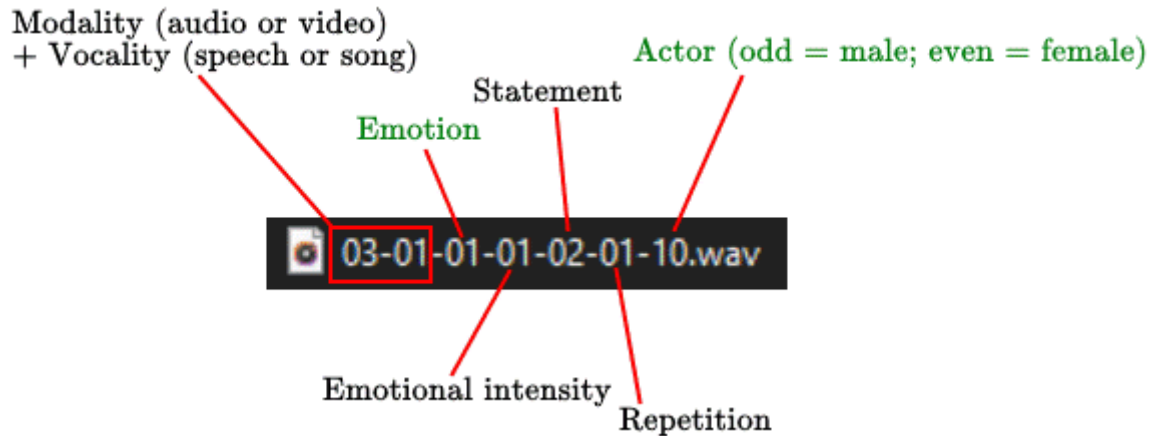 Modality (audio or video)
+ Vocality (speech or song)
Actor (odd = male; even = female)
Statement
Emotion
03-01-01-01-02-01-10.wav
Emotional intensity
Repetition